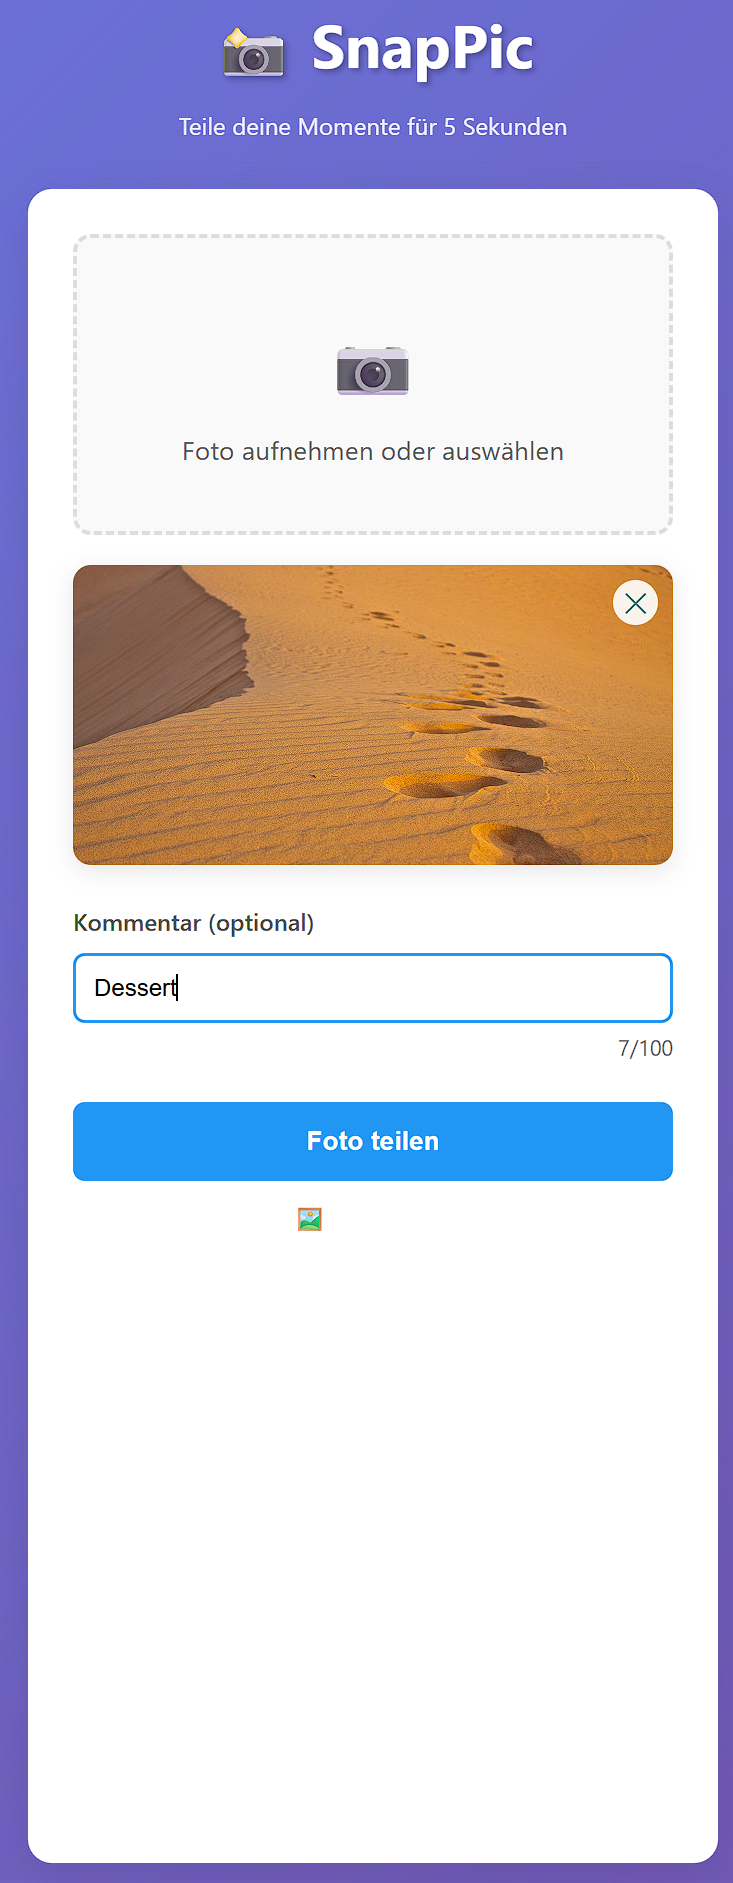 SnapPic
Teile deine Momente für 5 Sekunden
Foto aufnehmen oder auswählen
Kommentar (optional)
Dessert
7/100
Foto teilen